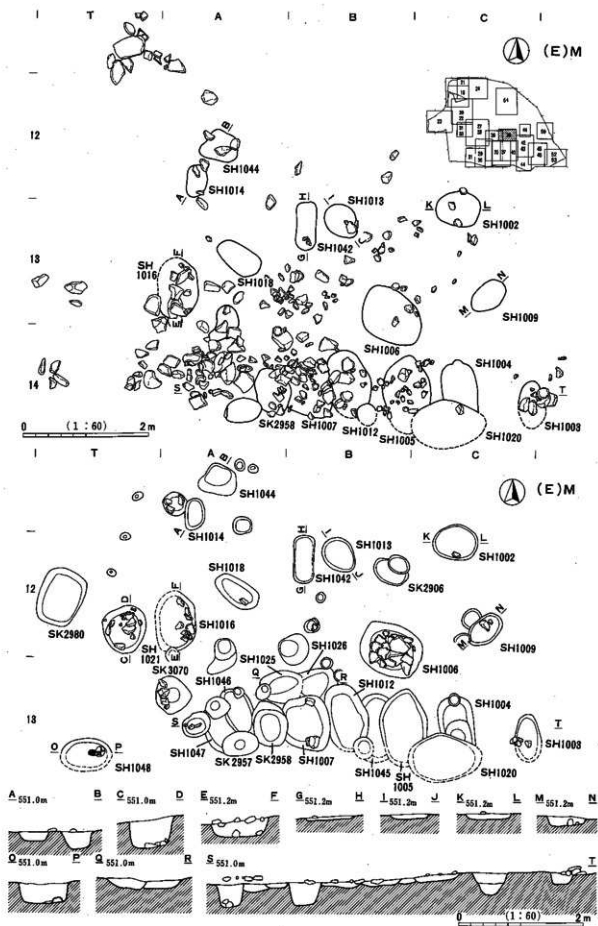 T A B C
(E)M
12
SH1044
SH1014
SH1013
SH1002
SH1042
13
SH
1016
SH1018
SH1009
SH1006
14
SH1004
SK2958
SH1007
SH1012
SH1005
SH1020
SH1003
0 (1:60) 2m
T A B C
(E)M
SH1044
SH1014
SH1013
SH1002
SH1018
SH1042
12
SK2906
SK2980
SH1016
SH1009
SH
1021
SH1025
SH1026
SH1006
SK3070
SH1046
SH1012
SH1004
13
SH1003
SH1047
SK2957
SK2958
SH1007
SH1045
SH
1005
SH1020
SH1048
A 551.0m B C 551.0m D E 551.2m F G 551.2m H I 551.2m J K 551.2m L M 551.2m N
O 551.0m P Q 551.0m R S 551.0m T
0 (1:60) 2m